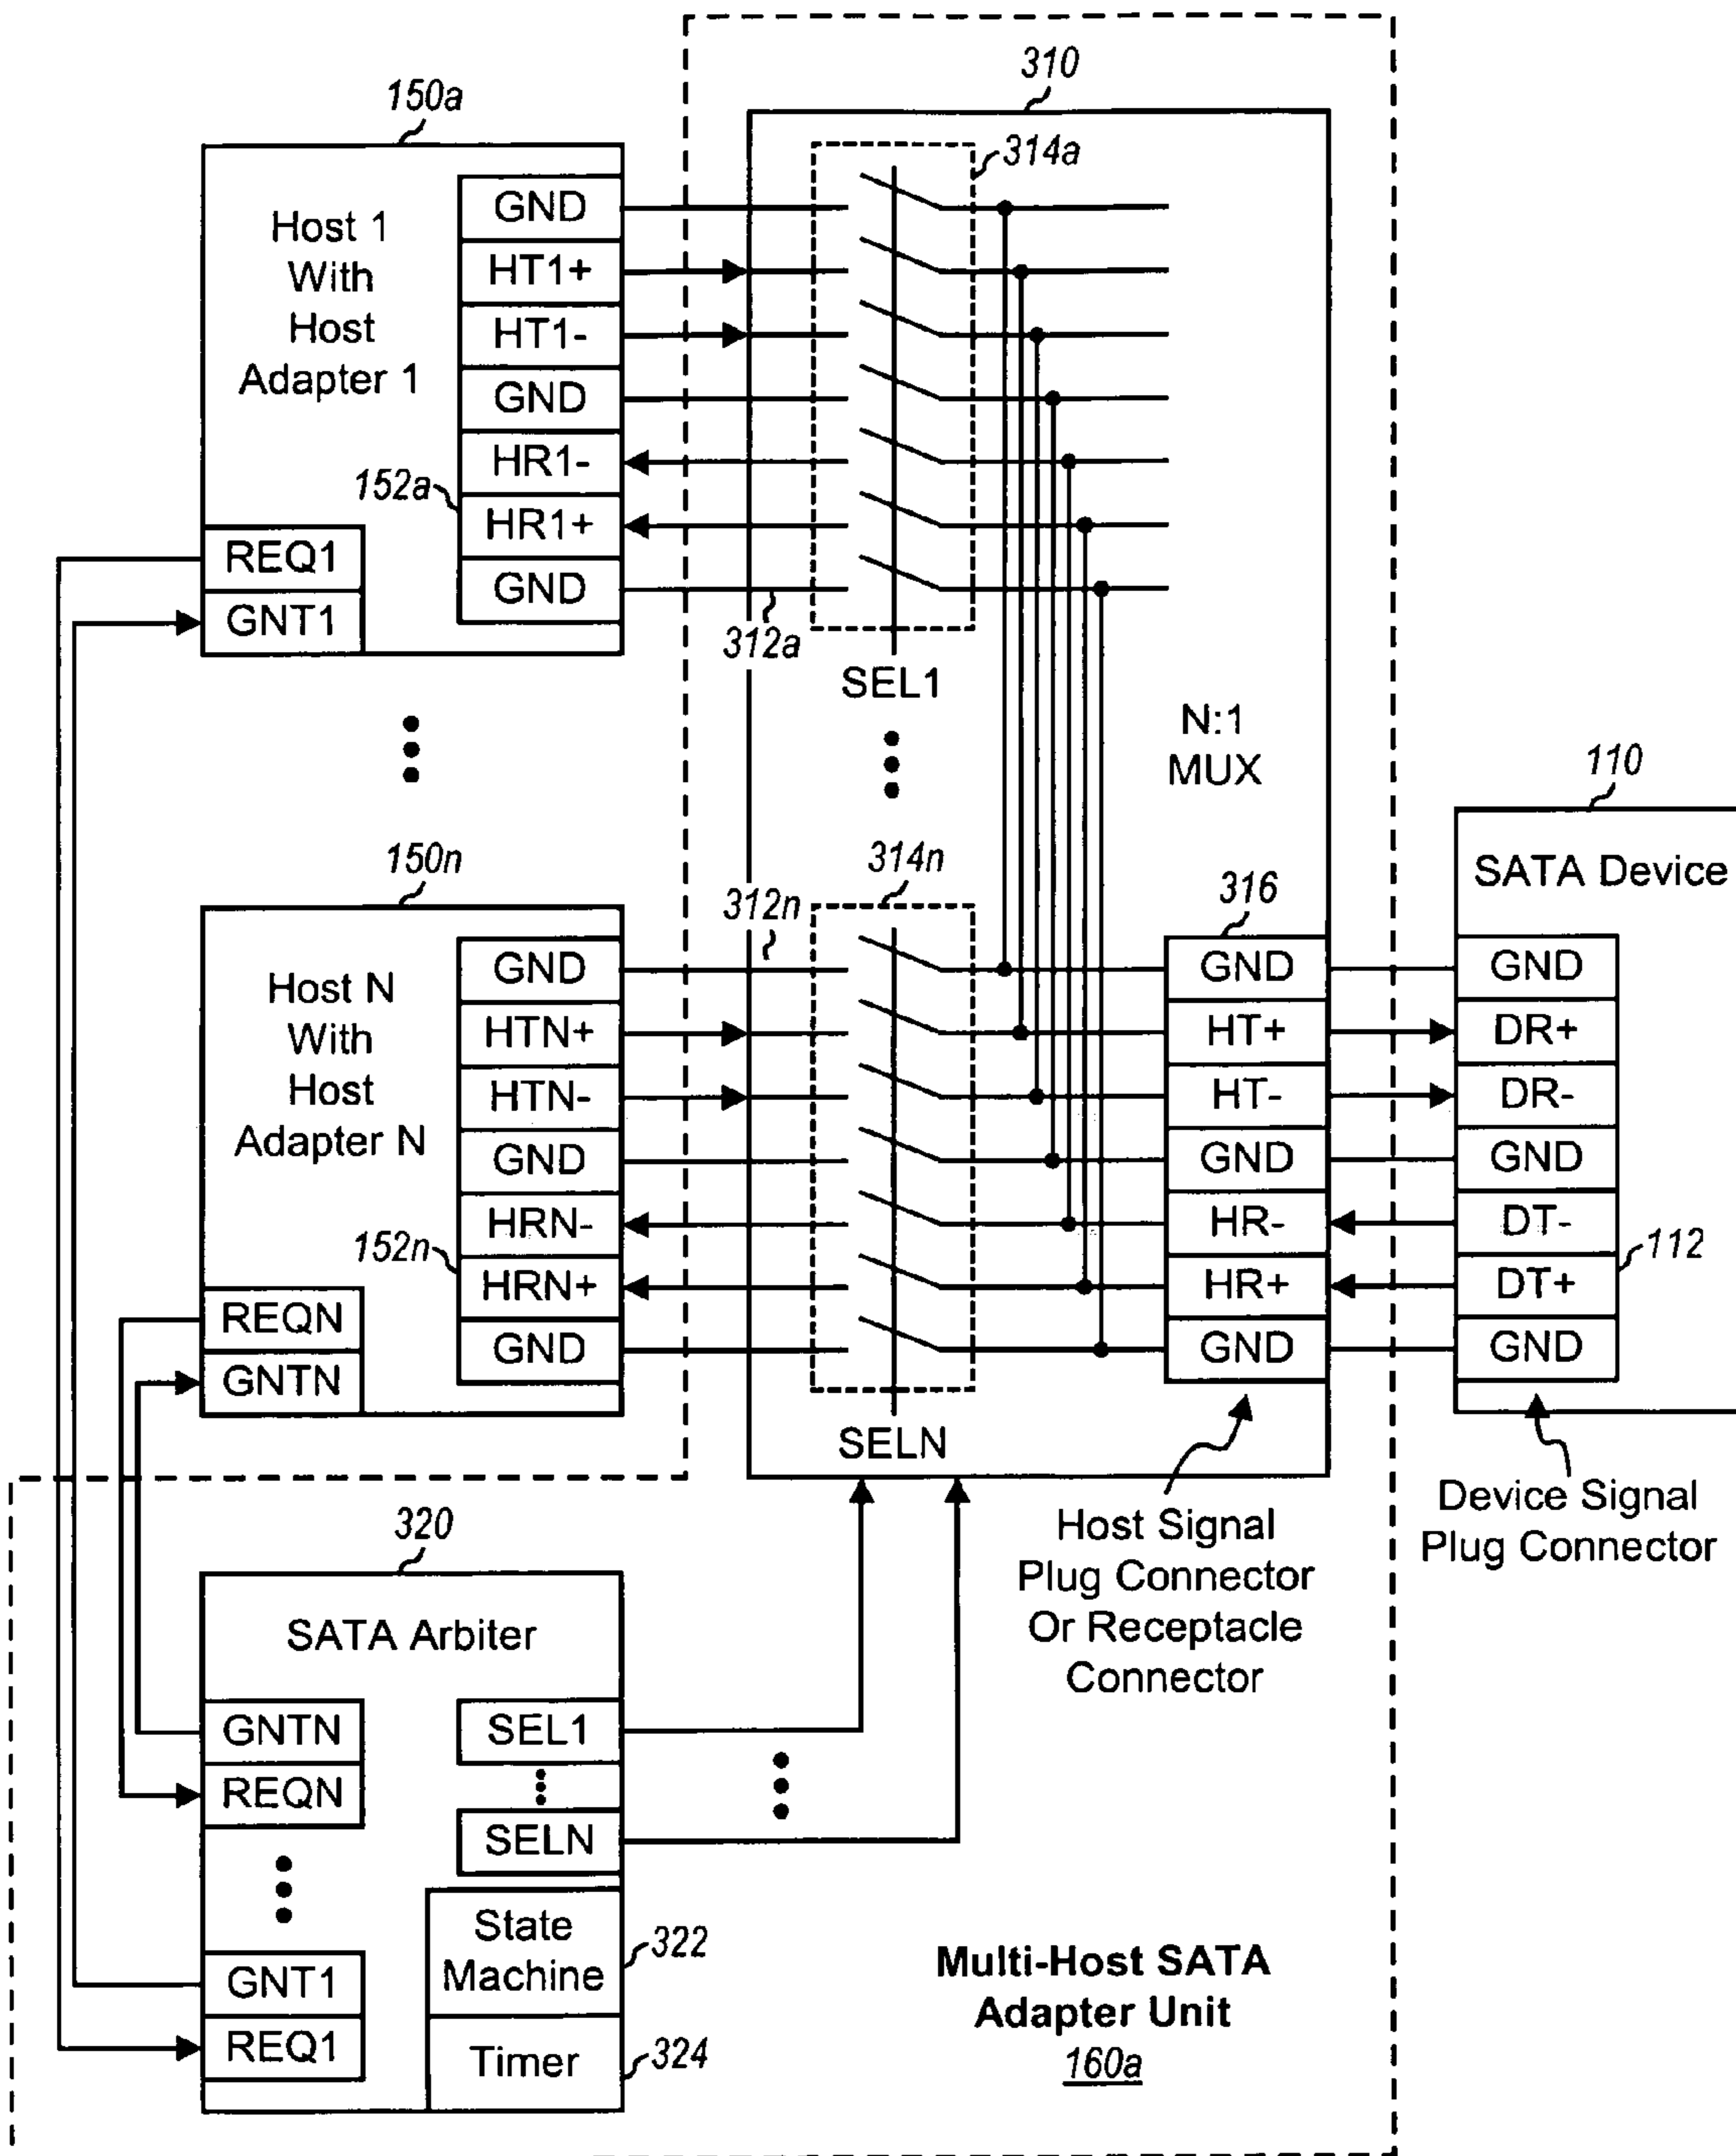 310
150a
314a
Host 1
With
Host
Adapter 1
GND
HT1+
HT1-
GND
HR1-
HR1+
GND
152a
REQ1
GNT1
312a
SEL1
N:1
MUX
150n
312n
314n
316
110
SATA Device
Host N
With
Host
Adapter N
GND
HTN+
HTN-
GND
HRN-
HRN+
GND
152n
REQN
GNTN
SELN
GND
HT+
HT-
GND
HR-
HR+
GND
GND
DR+
DR-
GND
DT-
DT+
GND
112
Host Signal
Plug Connector
Or Receptacle
Connector
Device Signal
Plug Connector
320
SATA Arbiter
GNTN
REQN
GNT1
REQ1
SEL1
SELN
State
Machine
322
Timer
324
Multi-Host SATA
Adapter Unit
160a